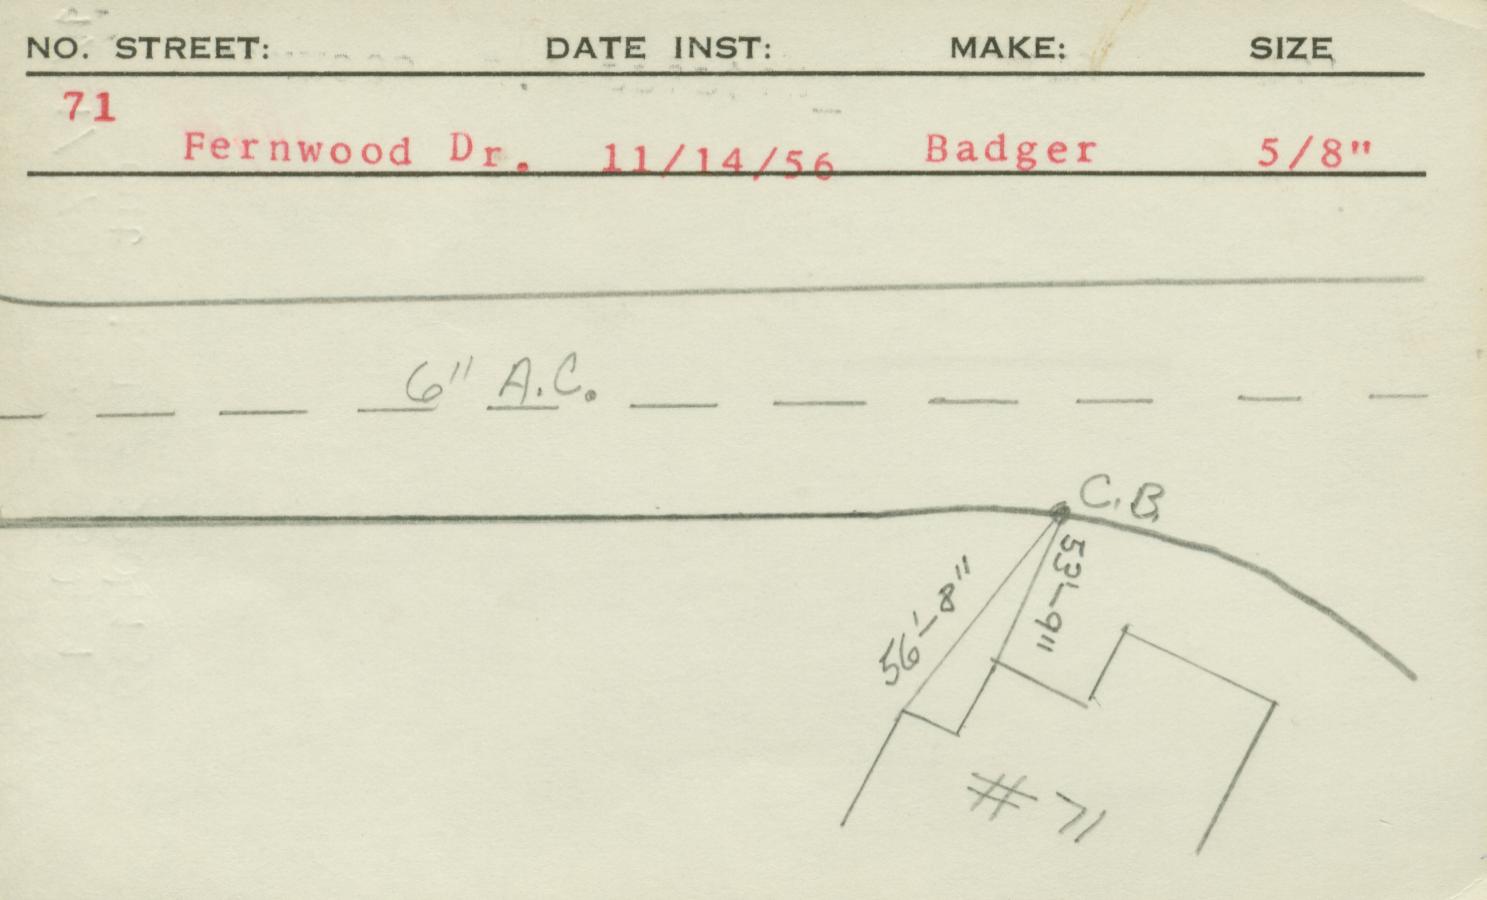 NO. STREET: DATE INST: MAKE: SIZE
71
Fernwood Dr. 11/14/56 Badger 5/8"
6" A.C.
C.B.
53'-9"
56'-8"
# 71